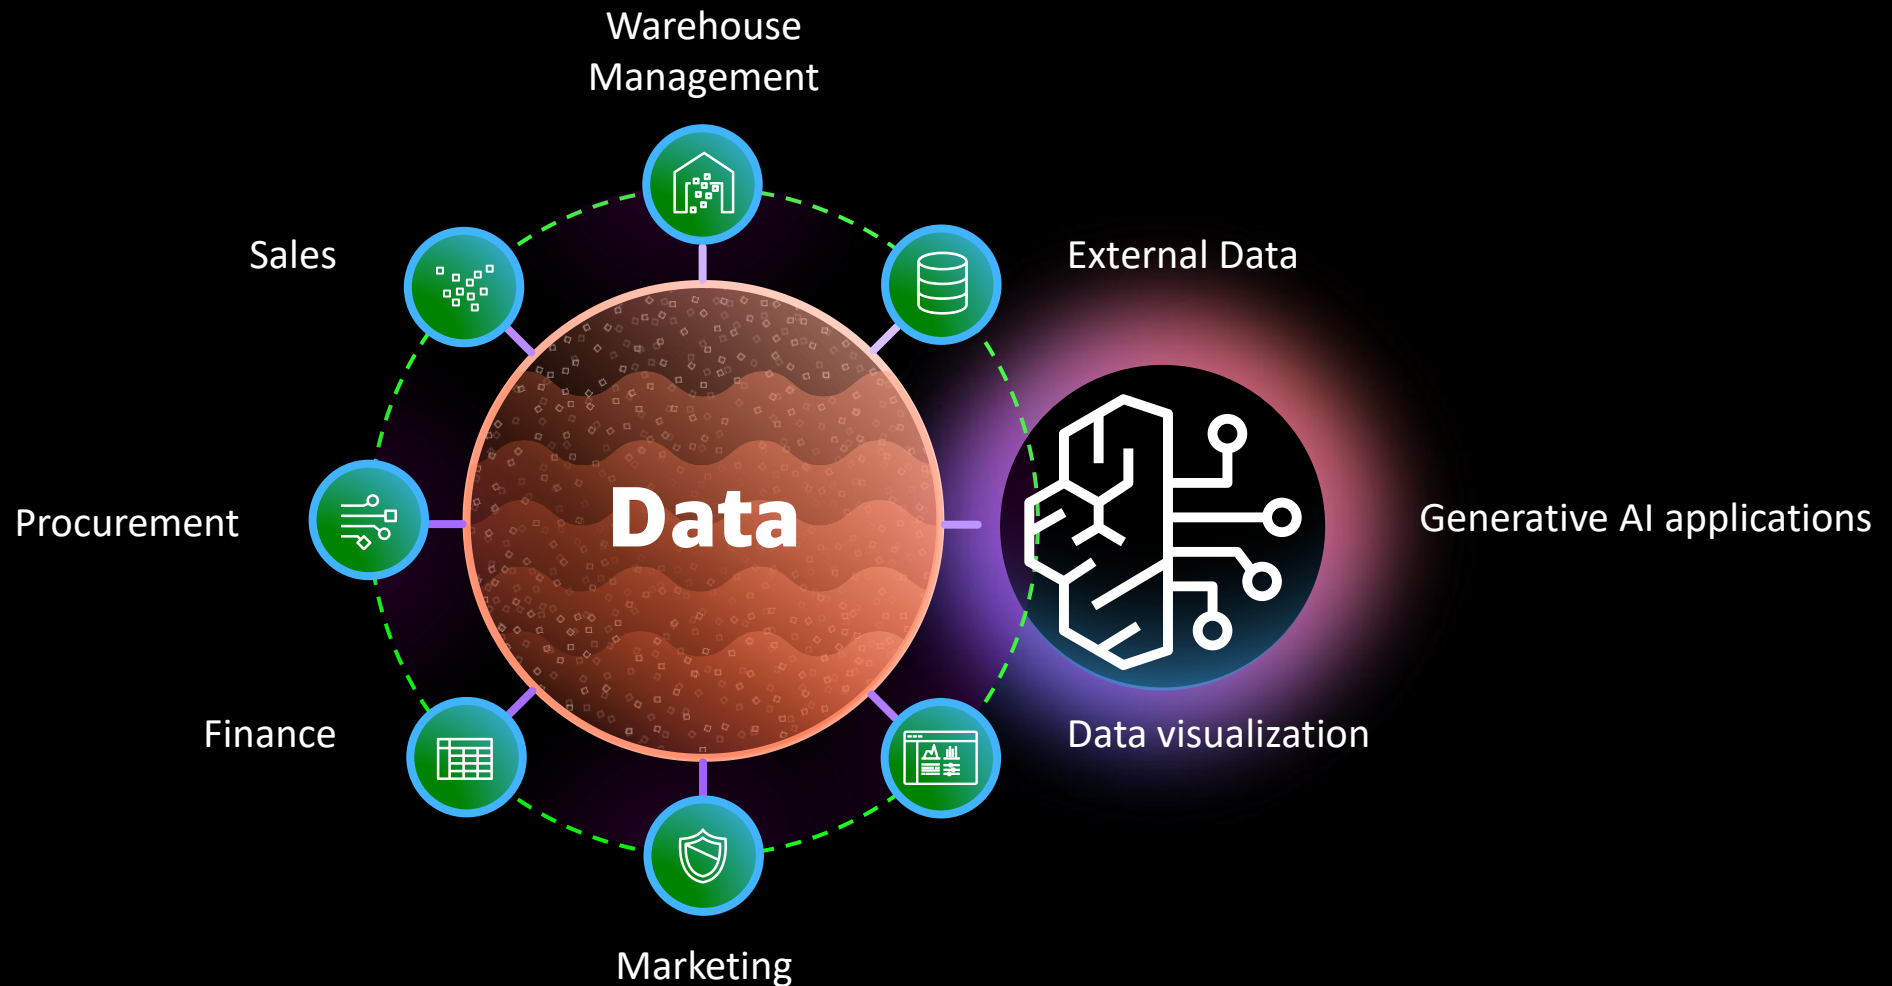 Warehouse
Management
Sales
External Data
Data
Procurement
Generative AI applications
Finance
Data visualization
Marketing